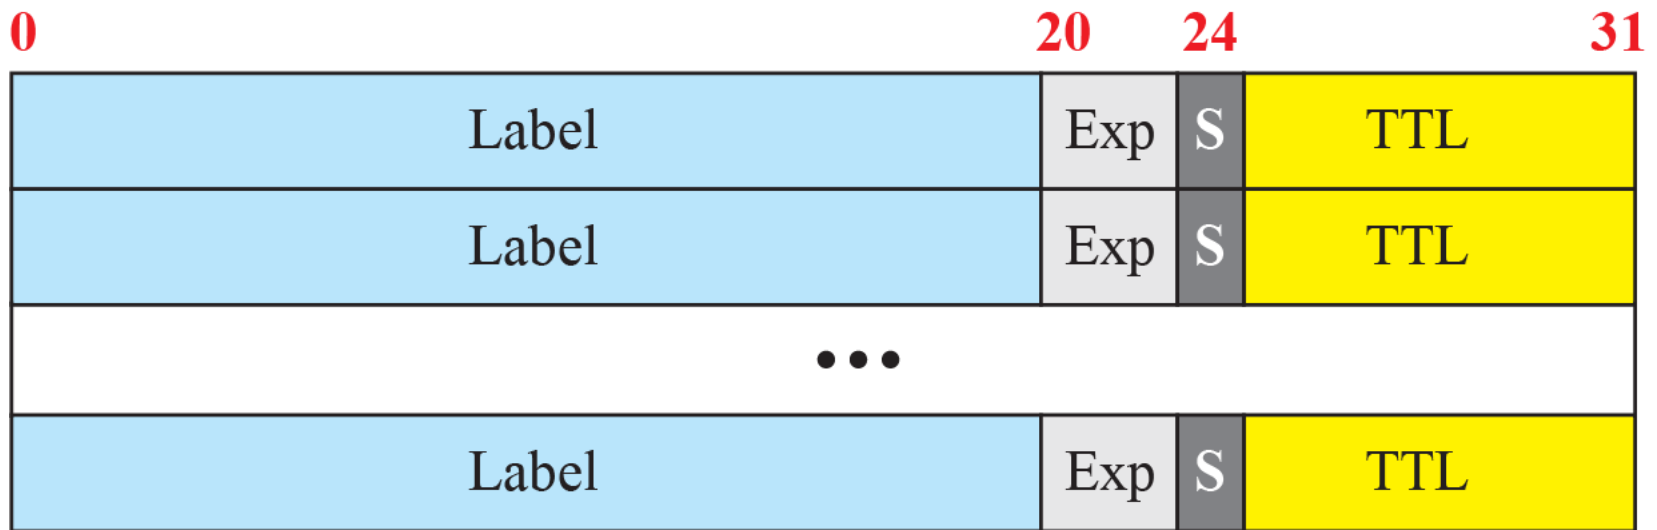 0 20 24 31
Label Exp S TTL
Label Exp S TTL
•••
Label Exp S TTL